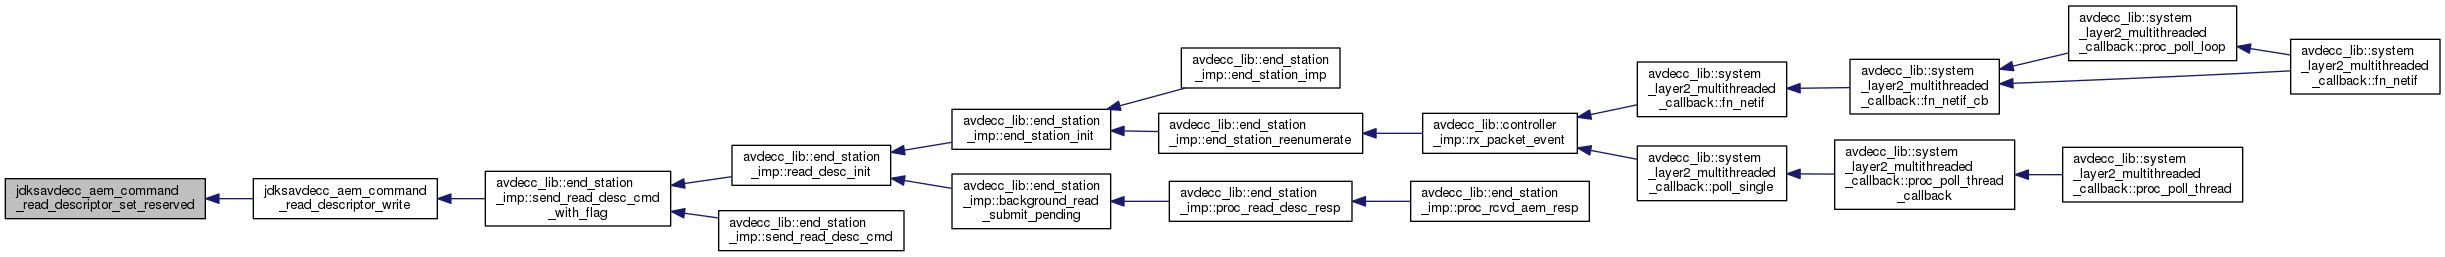 jdksavdecc_aem_command
_read_descriptor_set_reserved
jdksavdecc_aem_command
_read_descriptor_write
avdecc_lib::end_station
_imp::send_read_desc_cmd
_with_flag
avdecc_lib::end_station
_imp::read_desc_init
avdecc_lib::end_station
_imp::send_read_desc_cmd
avdecc_lib::end_station
_imp::end_station_init
avdecc_lib::end_station
_imp::background_read
_submit_pending
avdecc_lib::end_station
_imp::end_station_imp
avdecc_lib::end_station
_imp::end_station_reenumerate
avdecc_lib::end_station
_imp::proc_read_desc_resp
avdecc_lib::controller
_imp::rx_packet_event
avdecc_lib::end_station
_imp::proc_rcvd_aem_resp
avdecc_lib::system
_layer2_multithreaded
_callback::fn_netif
avdecc_lib::system
_layer2_multithreaded
_callback::poll_single
avdecc_lib::system
_layer2_multithreaded
_callback::fn_netif_cb
avdecc_lib::system
_layer2_multithreaded
_callback::proc_poll_thread
_callback
avdecc_lib::system
_layer2_multithreaded
_callback::proc_poll_loop
avdecc_lib::system
_layer2_multithreaded
_callback::proc_poll_thread
avdecc_lib::system
_layer2_multithreaded
_callback::fn_netif